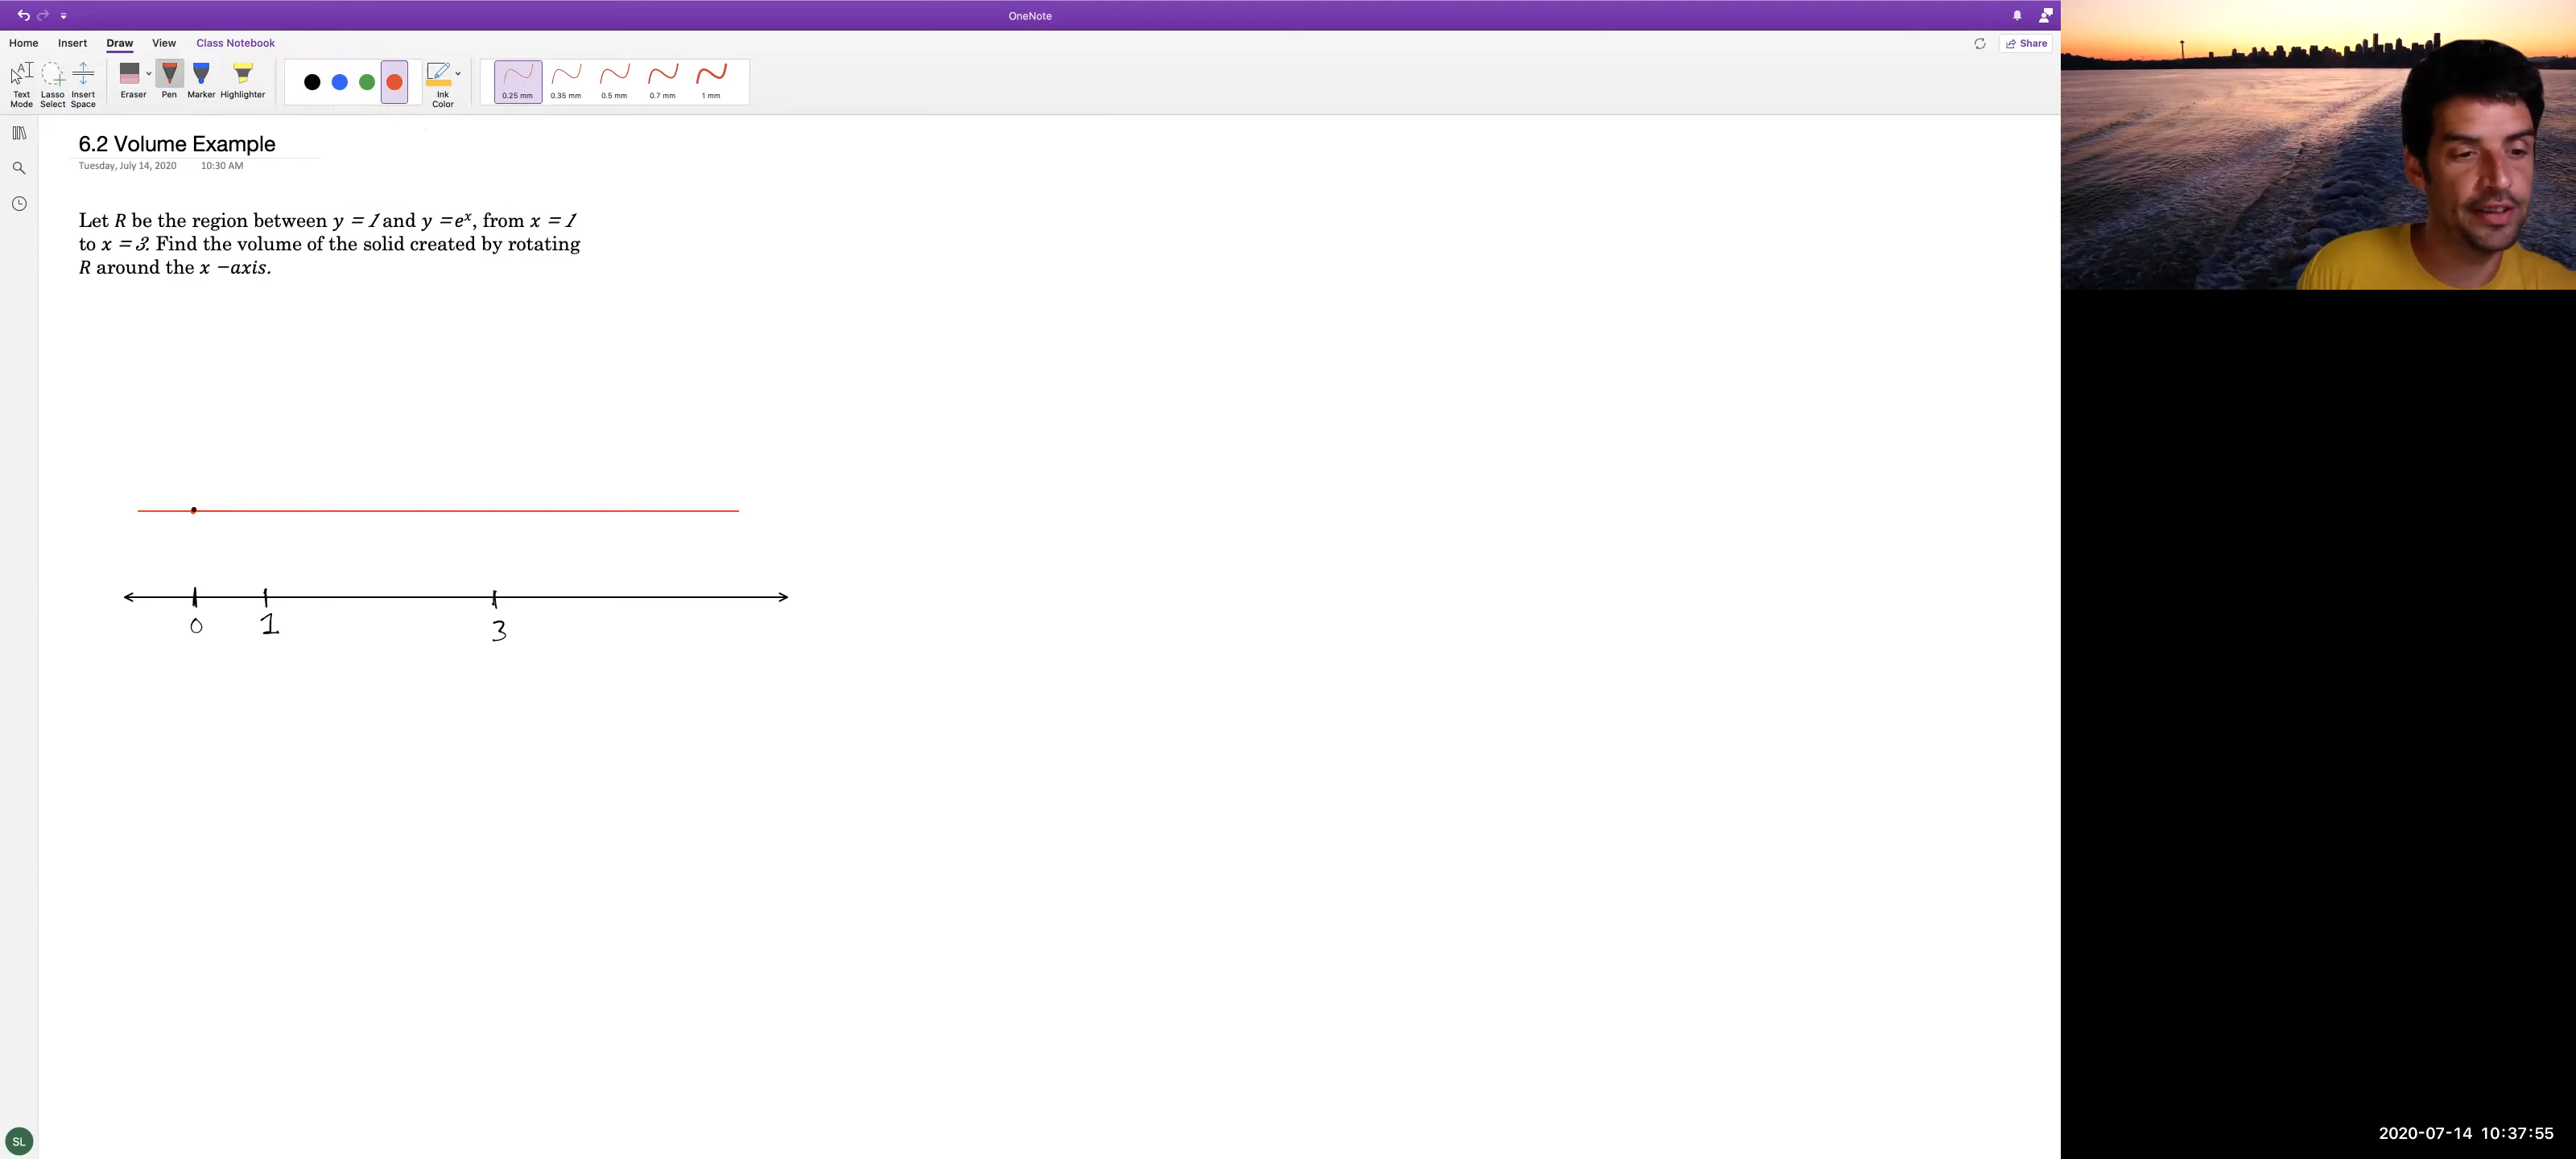 OneNote
Home Insert Draw View Class Notebook
Share
Text Mode
Lasso Select
Insert Space
Eraser
Pen
Marker
Highlighter
Ink Color
0.25 mm
0.35 mm
0.5 mm
0.7 mm
1 mm
6.2 Volume Example
Tuesday, July 14, 2020 10:30 AM
Let R be the region between y = 1 and y = eˣ, from x = 1
to x = 3. Find the volume of the solid created by rotating
R around the x −axis.
0 1 3
SL
2020-07-14 10:37:55